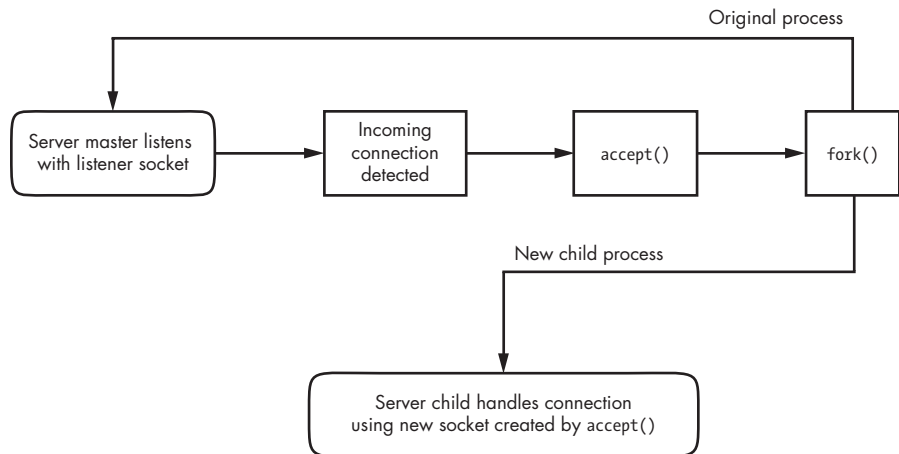 Original process
Server master listens
with listener socket
Incoming
connection
detected
accept()
fork()
New child process
Server child handles connection
using new socket created by accept()